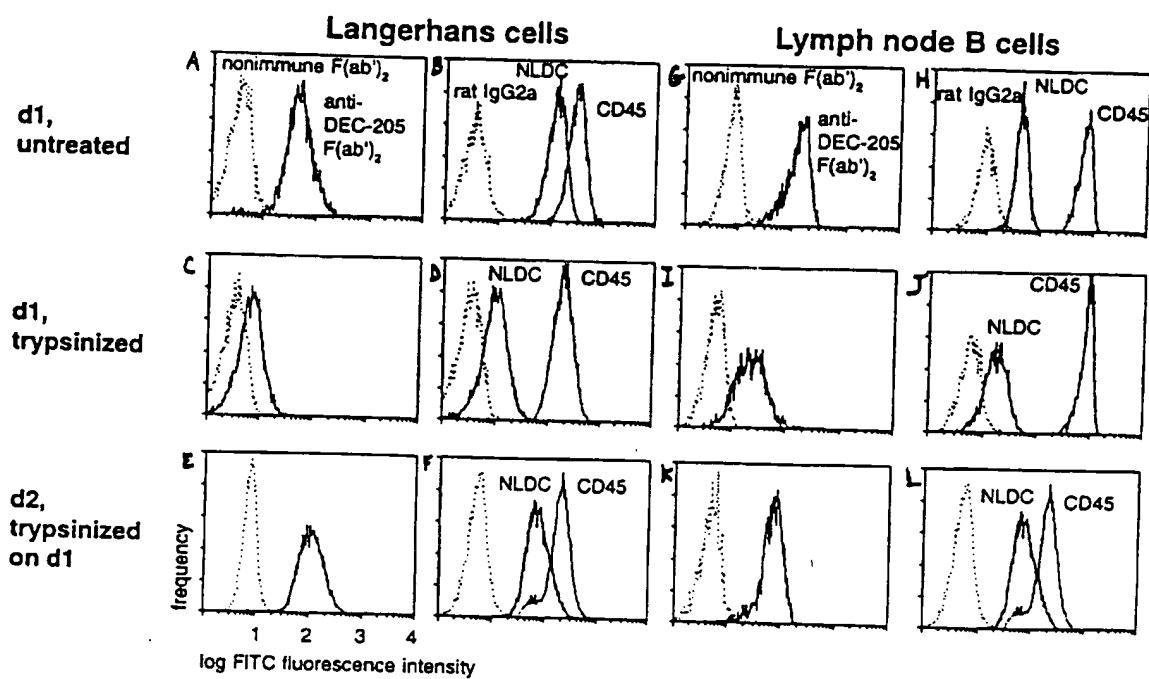 Langerhans cells
Lymph node B cells
d1,
untreated
A
nonimmune F(ab')₂
anti-
DEC-205
F(ab')₂
B
NLDC
rat IgG2a
CD45
G
nonimmune F(ab')₂
anti-
DEC-205
F(ab')₂
H
rat IgG2a
NLDC
CD45
d1,
trypsinized
C
D
NLDC
CD45
I
J
CD45
NLDC
d2,
trypsinized
on d1
E
F
NLDC
CD45
K
L
NLDC
CD45
frequency
1 2 3 4
log FITC fluorescence intensity